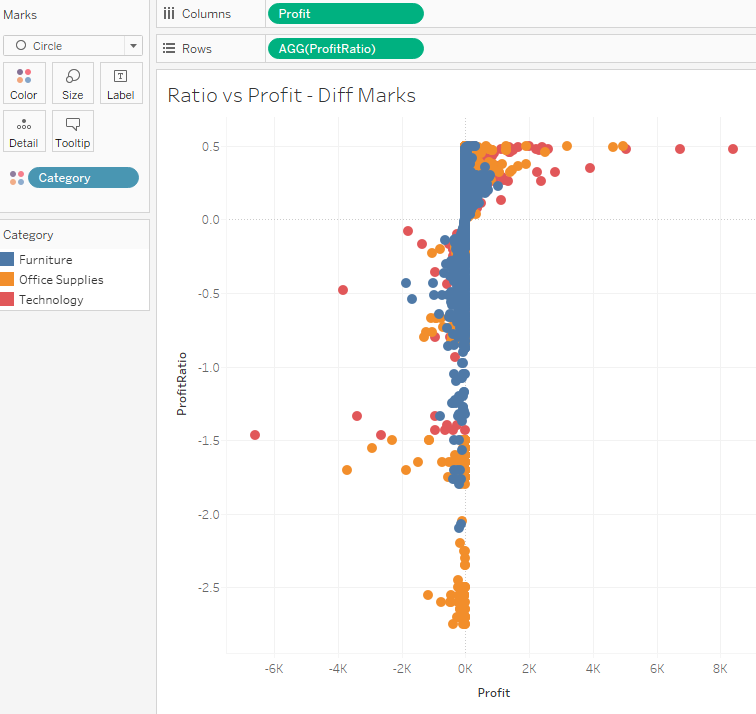 Marks
Circle
Color
Size
Label
Detail
Tooltip
Category
Category
Furniture
Office Supplies
Technology
Columns
Profit
Rows
AGG(ProfitRatio)
Ratio vs Profit - Diff Marks
ProfitRatio
0.5
0.0
-0.5
-1.0
-1.5
-2.0
-2.5
-6K -4K -2K 0K 2K 4K 6K 8K
Profit